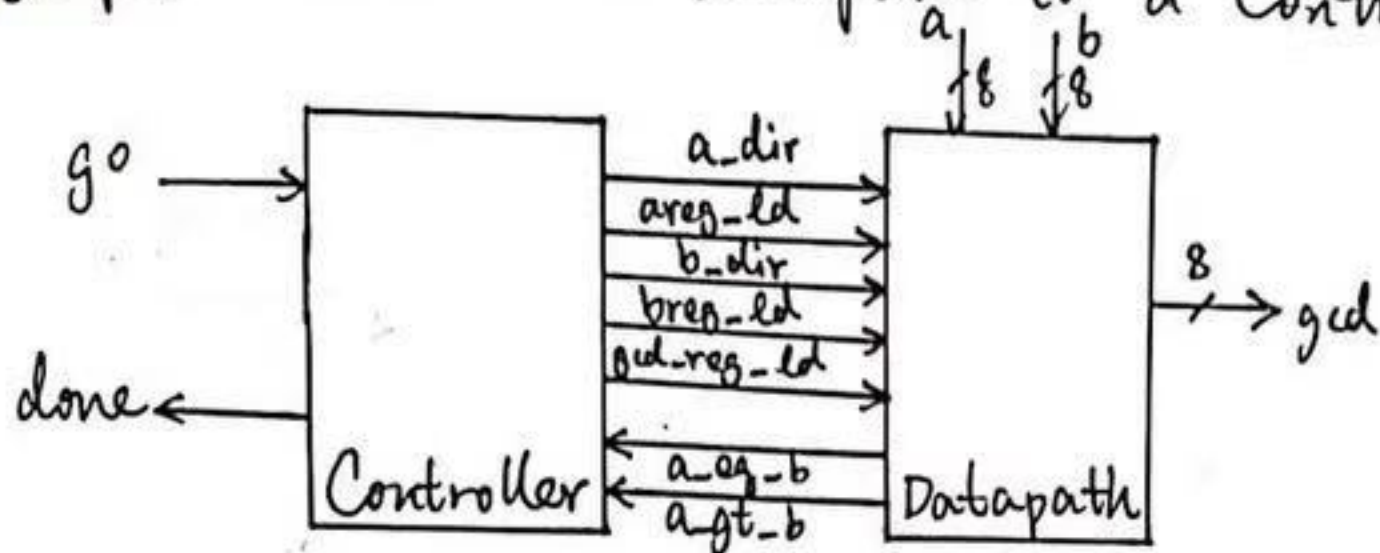 a
b
8
8
go
a_dir
areg_ld
b_dir
breg_ld
gcd_reg_ld
8
gcd
done
a_eq_b
a_gt_b
Controller
Datapath